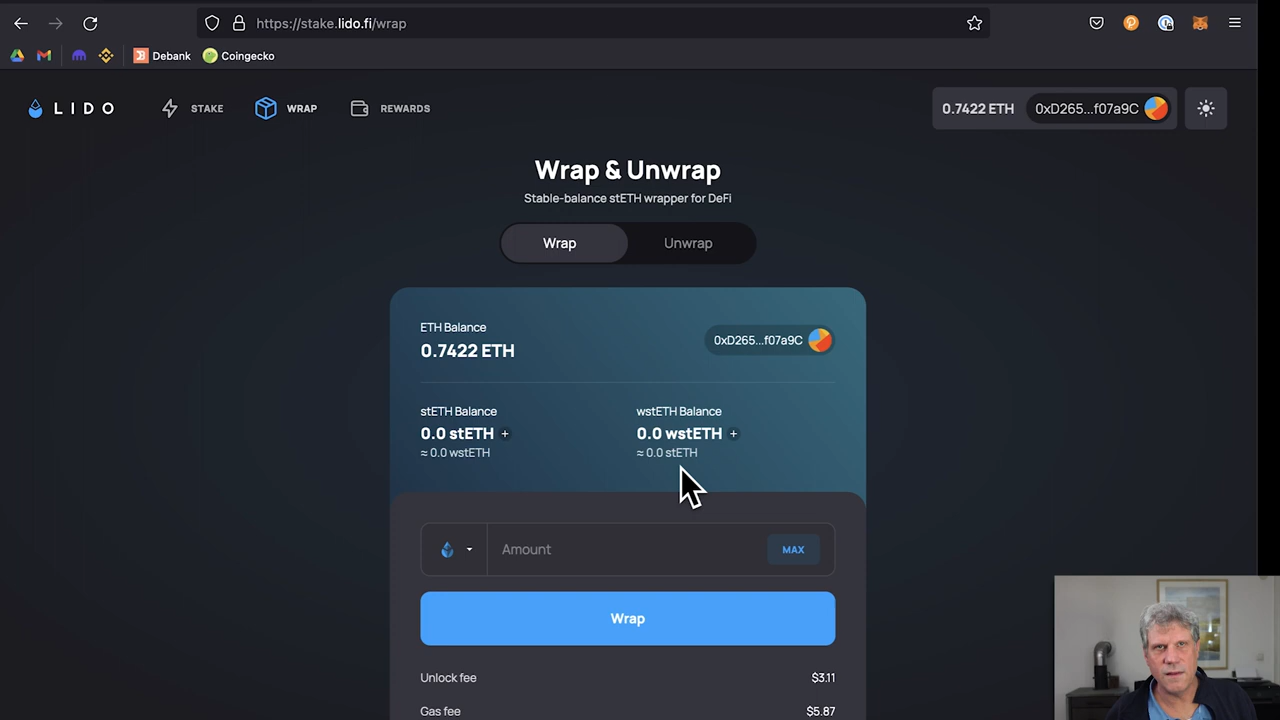 https://stake.lido.fi/wrap
Debank
Coingecko
LIDO
STAKE
WRAP
REWARDS
0.7422 ETH
0xD265...f07a9C
Wrap & Unwrap
Stable-balance stETH wrapper for DeFi
Wrap
Unwrap
ETH Balance
0.7422 ETH
0xD265...f07a9C
stETH Balance
wstETH Balance
0.0 stETH +
0.0 wstETH +
≈ 0.0 wstETH
≈ 0.0 stETH
Amount
MAX
Wrap
Unlock fee
$3.11
Gas fee
$5.87